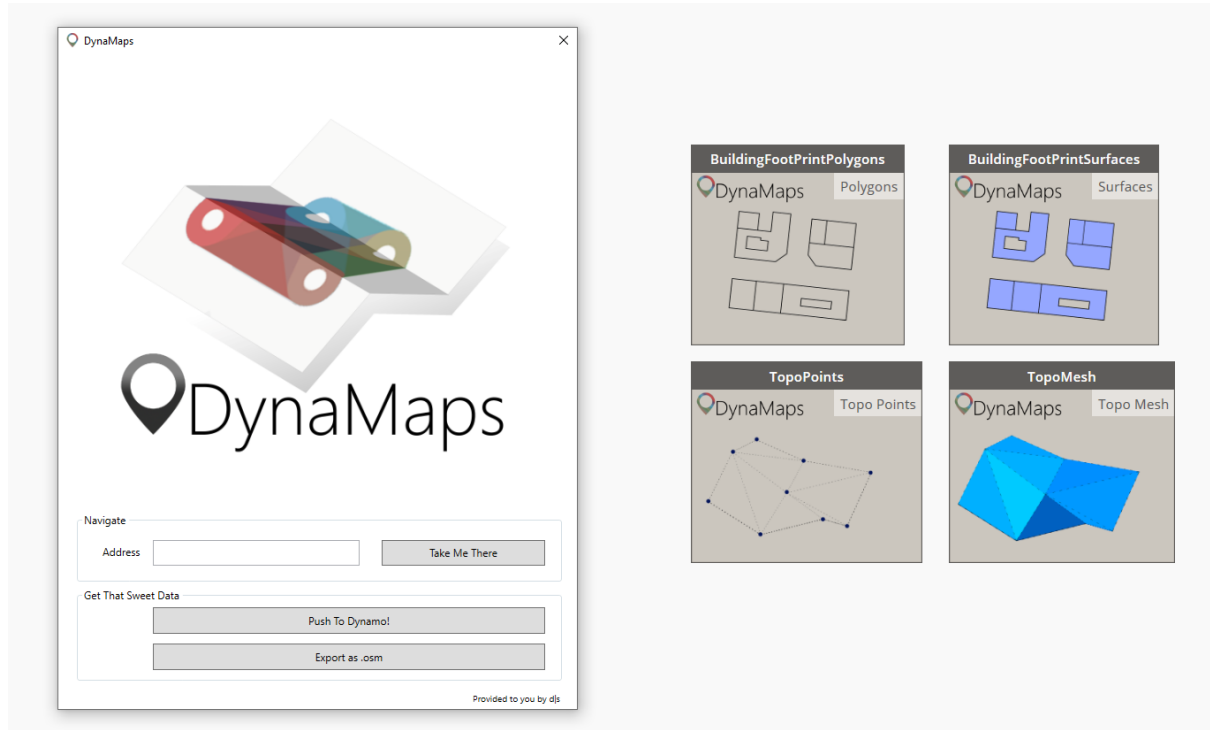 DynaMaps
DynaMaps
Navigate
Address
Take Me There
Get That Sweet Data
Push To Dynamo!
Export as .osm
Provided to you by d|s
BuildingFootPrintPolygons
DynaMaps
Polygons
BuildingFootPrintSurfaces
DynaMaps
Surfaces
TopoPoints
DynaMaps
Topo Points
TopoMesh
DynaMaps
Topo Mesh